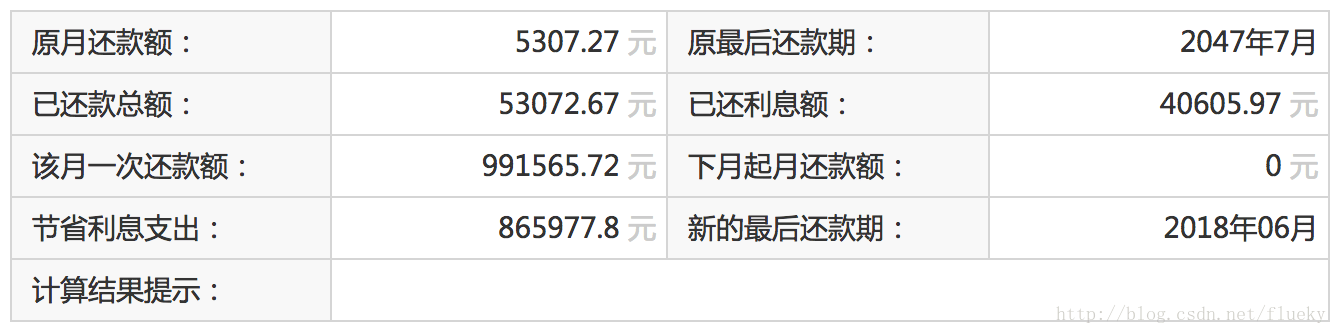 原月还款额： 5307.27 元 原最后还款期： 2047年7月
已还款总额： 53072.67 元 已还利息额： 40605.97 元
该月一次还款额： 991565.72 元 下月起月还款额： 0 元
节省利息支出： 865977.8 元 新的最后还款期： 2018年06月
计算结果提示：
http://blog.csdn.net/flueky